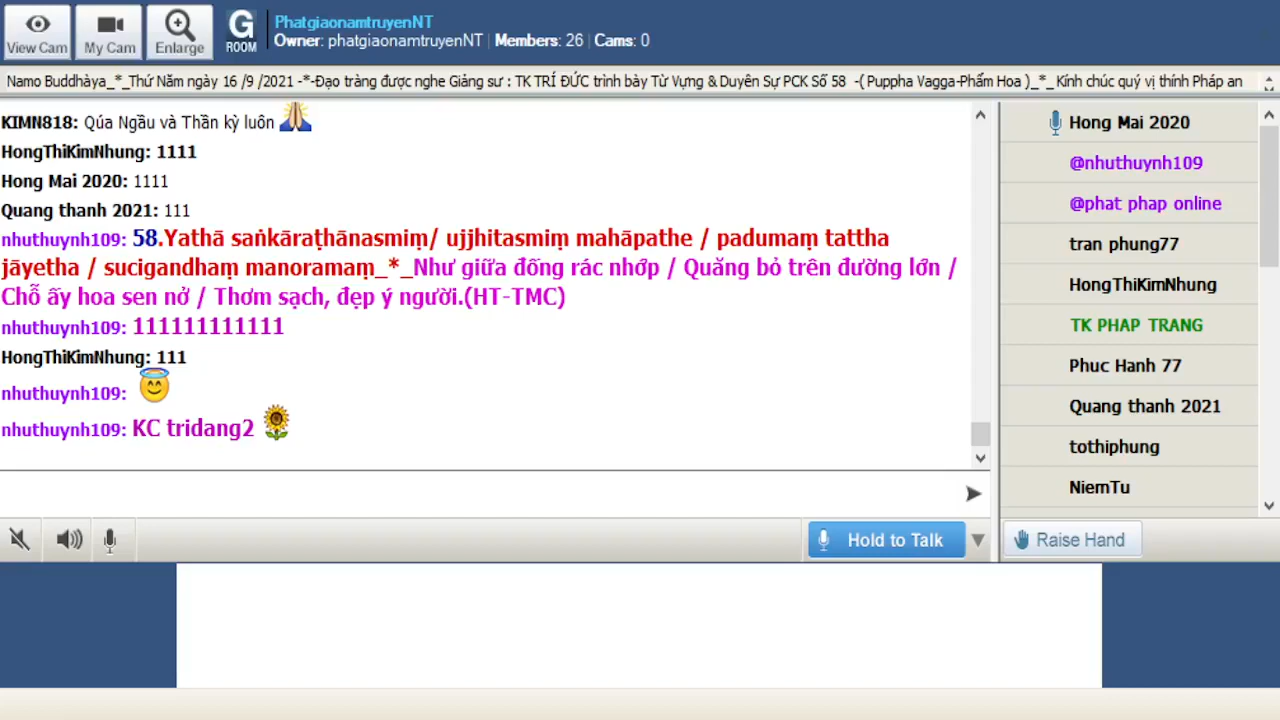 View Cam
My Cam
Enlarge
G
ROOM
PhatgiaonamtruyenNT
Owner: phatgiaonamtruyenNT | Members: 26 | Cams: 0
Namo Buddhàya_*_Thứ Năm ngày 16 /9 /2021 -*-Đạo tràng được nghe Giảng sư : TK TRÍ ĐỨC trình bày Từ Vựng & Duyên Sự PCK Số 58 -( Puppha Vagga-Phẩm Hoa )_*_Kính chúc quý vị thính Pháp an
KIMN818: Qúa Ngầu và Thần kỳ luôn
HongThiKimNhung: 1111
Hong Mai 2020: 1111
Quang thanh 2021: 111
nhuthuynh109: 58.Yathā saṅkāraṭhānasmiṃ/ ujjhitasmiṃ mahāpathe / padumaṃ tattha
jāyetha / sucigandhaṃ manoramaṃ_*_Như giữa đống rác nhớp / Quăng bỏ trên đường lớn /
Chỗ ấy hoa sen nở / Thơm sạch, đẹp ý người.(HT-TMC)
nhuthuynh109: 111111111111
HongThiKimNhung: 111
nhuthuynh109:
nhuthuynh109: KC tridang2
Hong Mai 2020
@nhuthuynh109
@phat phap online
tran phung77
HongThiKimNhung
TK PHAP TRANG
Phuc Hanh 77
Quang thanh 2021
tothiphung
NiemTu
Hold to Talk
Raise Hand